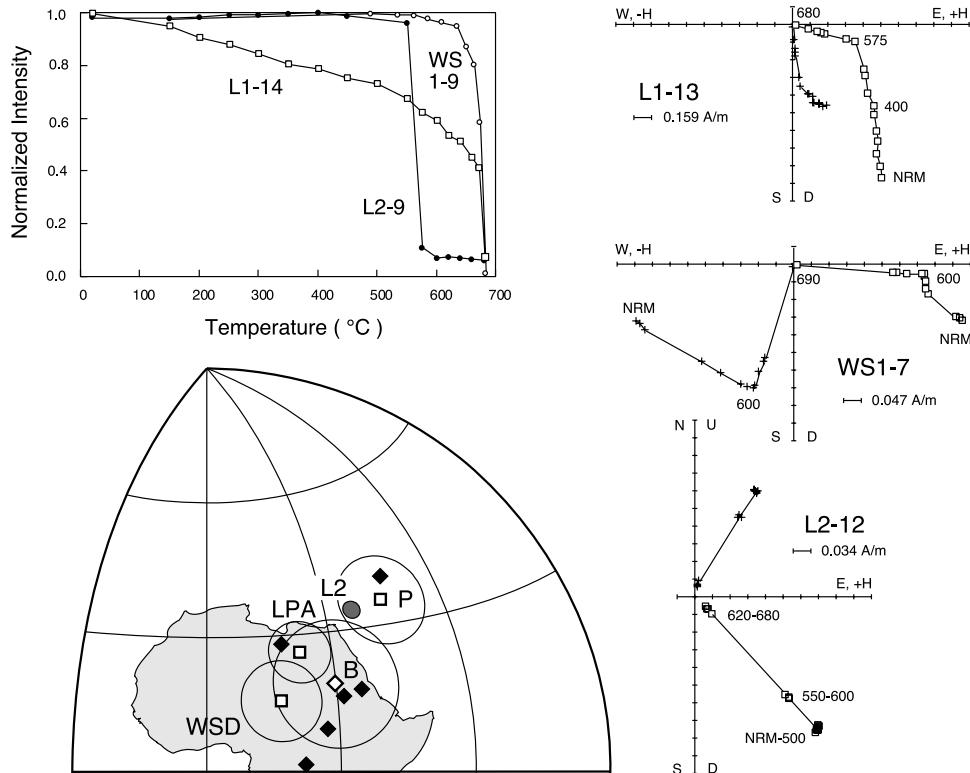 Normalized Intensity
1.0
0.8
0.6
0.4
0.2
0.0
0
100
200
300
400
500
600
700
Temperature ( °C)
L1-14
WS
1-9
L2-9
W, -H
680
E, +H
575
L1-13
0.159 A/m
400
NRM
S D
W, -H
E, +H
690
600
NRM
NRM
WS1-7
600
0.047 A/m
S D
N U
L2-12
0.034 A/m
E, +H
620-680
550-600
NRM-500
S D
L2
P
LPA
B
WSD